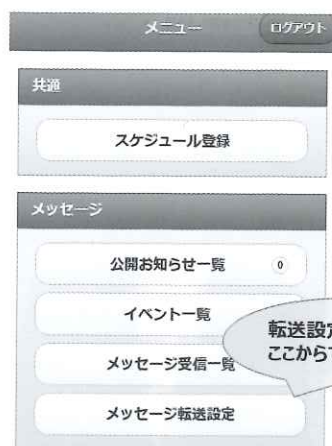 メニュー
ログアウト
共通
スケジュール登録
メッセージ
公開お知らせ一覧 0
イベント一覧
転送設定
ここから
メッセージ受信一覧
メッセージ転送設定